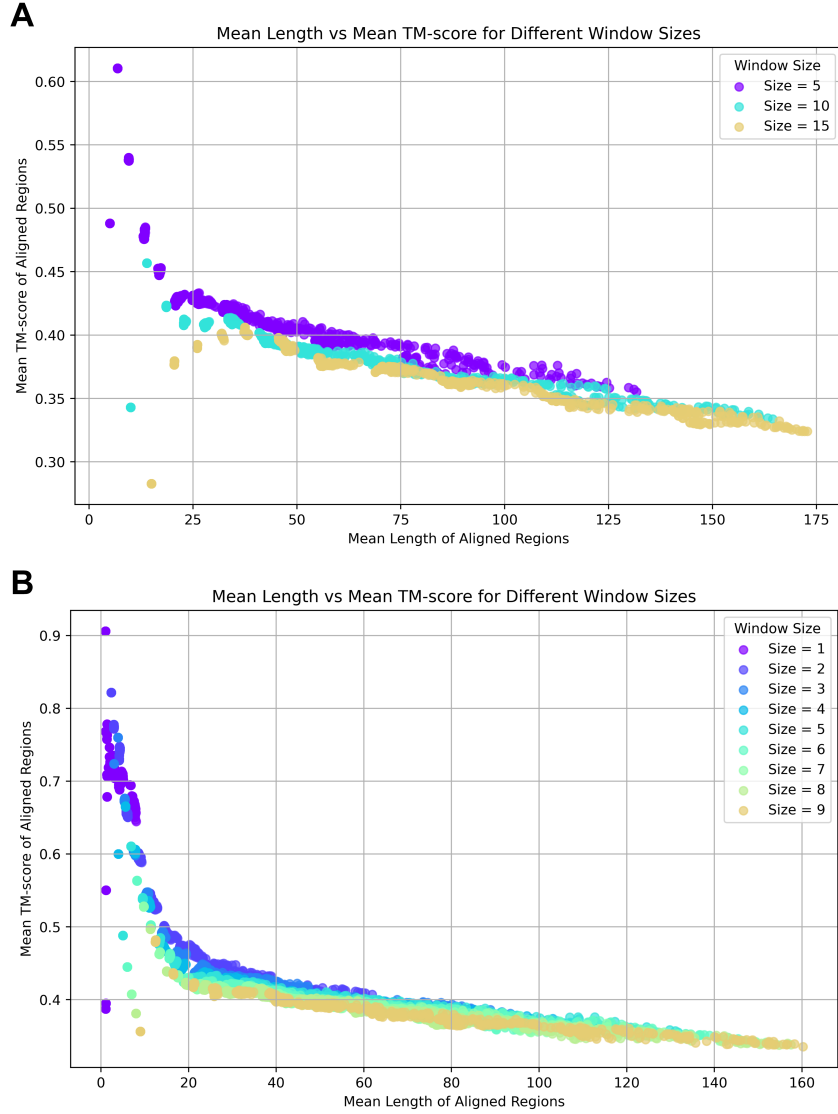 A
Mean Length vs Mean TM-score for Different Window Sizes
Mean TM-score of Aligned Regions
0.60
0.55
0.50
0.45
0.40
0.35
0.30
Window Size
Size = 5
Size = 10
Size = 15
0 25 50 75 100 125 150 175
Mean Length of Aligned Regions
B
Mean Length vs Mean TM-score for Different Window Sizes
Mean TM-score of Aligned Regions
0.9
0.8
0.7
0.6
0.5
0.4
Window Size
Size = 1
Size = 2
Size = 3
Size = 4
Size = 5
Size = 6
Size = 7
Size = 8
Size = 9
0 20 40 60 80 100 120 140 160
Mean Length of Aligned Regions